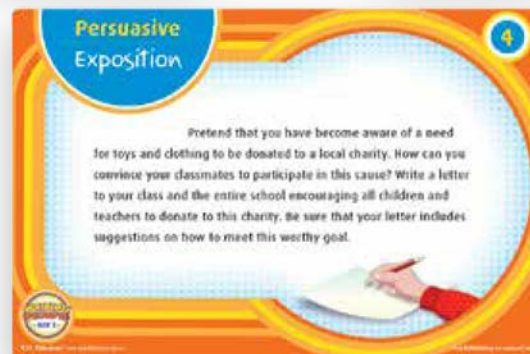 Persuasive
Exposition
4
Pretend that you have become aware of a need
for toys and clothing to be donated to a local charity. How can you
convince your classmates to participate in this cause? Write a letter
to your class and the entire school encouraging all children and
teachers to donate to this charity. Be sure that your letter includes
suggestions on how to meet this worthy goal.